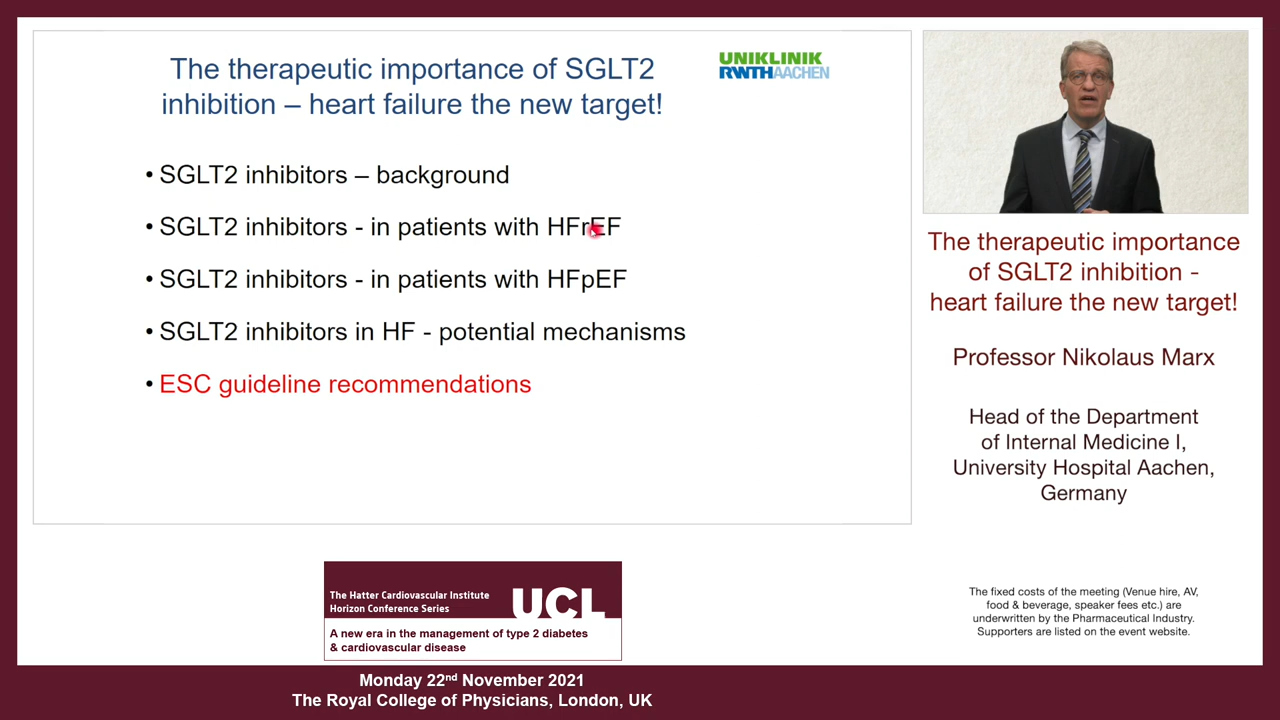 The therapeutic importance of SGLT2
inhibition – heart failure the new target!
UNIKLINIK
RWTHAACHEN
• SGLT2 inhibitors – background
• SGLT2 inhibitors - in patients with HFrEF
• SGLT2 inhibitors - in patients with HFpEF
• SGLT2 inhibitors in HF - potential mechanisms
• ESC guideline recommendations
The therapeutic importance
of SGLT2 inhibition -
heart failure the new target!
Professor Nikolaus Marx
Head of the Department
of Internal Medicine I,
University Hospital Aachen,
Germany
The fixed costs of the meeting (Venue hire, AV,
food & beverage, speaker fees etc.) are
underwritten by the Pharmaceutical Industry.
Supporters are listed on the event website.
The Hatter Cardiovascular Institute
Horizon Conference Series
UCL
A new era in the management of type 2 diabetes
& cardiovascular disease
Monday 22nd November 2021
The Royal College of Physicians, London, UK